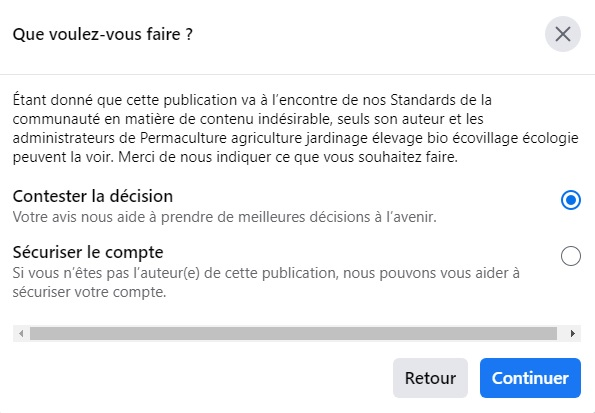 Que voulez-vous faire ?
Étant donné que cette publication va à l'encontre de nos Standards de la
communauté en matière de contenu indésirable, seuls son auteur et les
administrateurs de Permaculture agriculture jardinage élevage bio écovillage écologie
peuvent la voir. Merci de nous indiquer ce que vous souhaitez faire.
Contester la décision
Votre avis nous aide à prendre de meilleures décisions à l'avenir.
Sécuriser le compte
Si vous n'êtes pas l'auteur(e) de cette publication, nous pouvons vous aider à
sécuriser votre compte.
Retour
Continuer